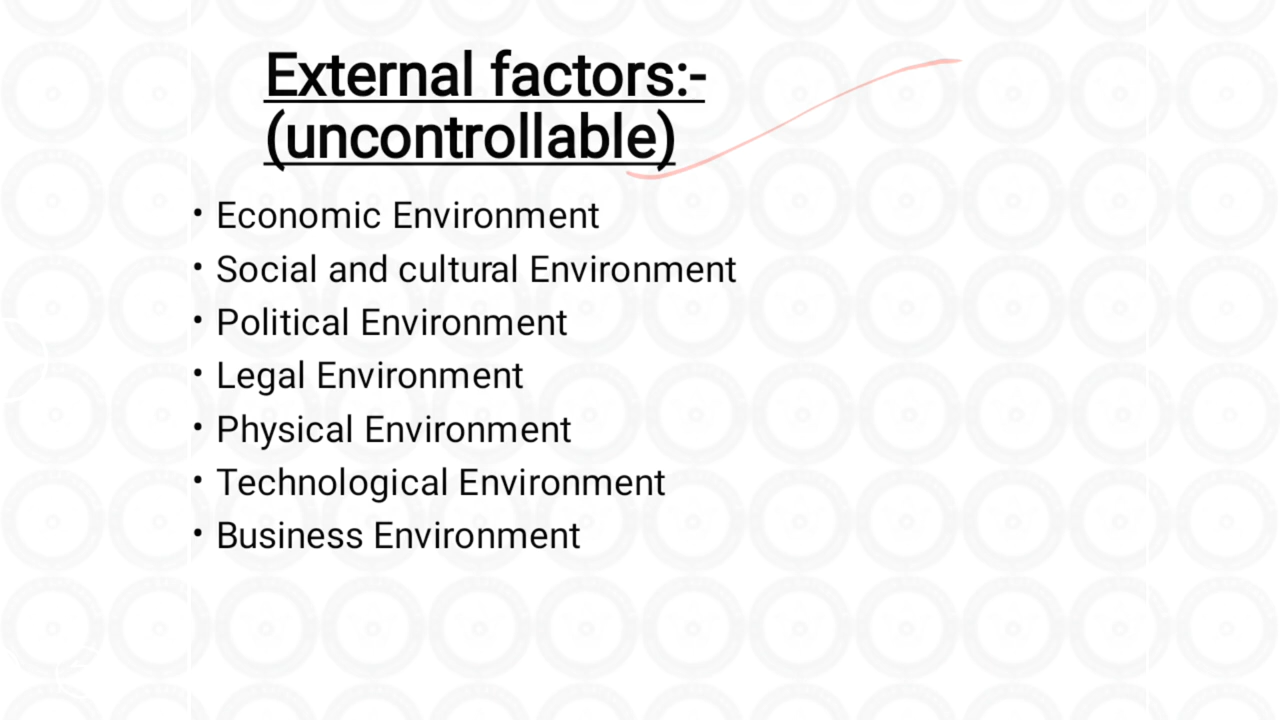 External factors:-
(uncontrollable)
• Economic Environment
• Social and cultural Environment
• Political Environment
• Legal Environment
• Physical Environment
• Technological Environment
• Business Environment